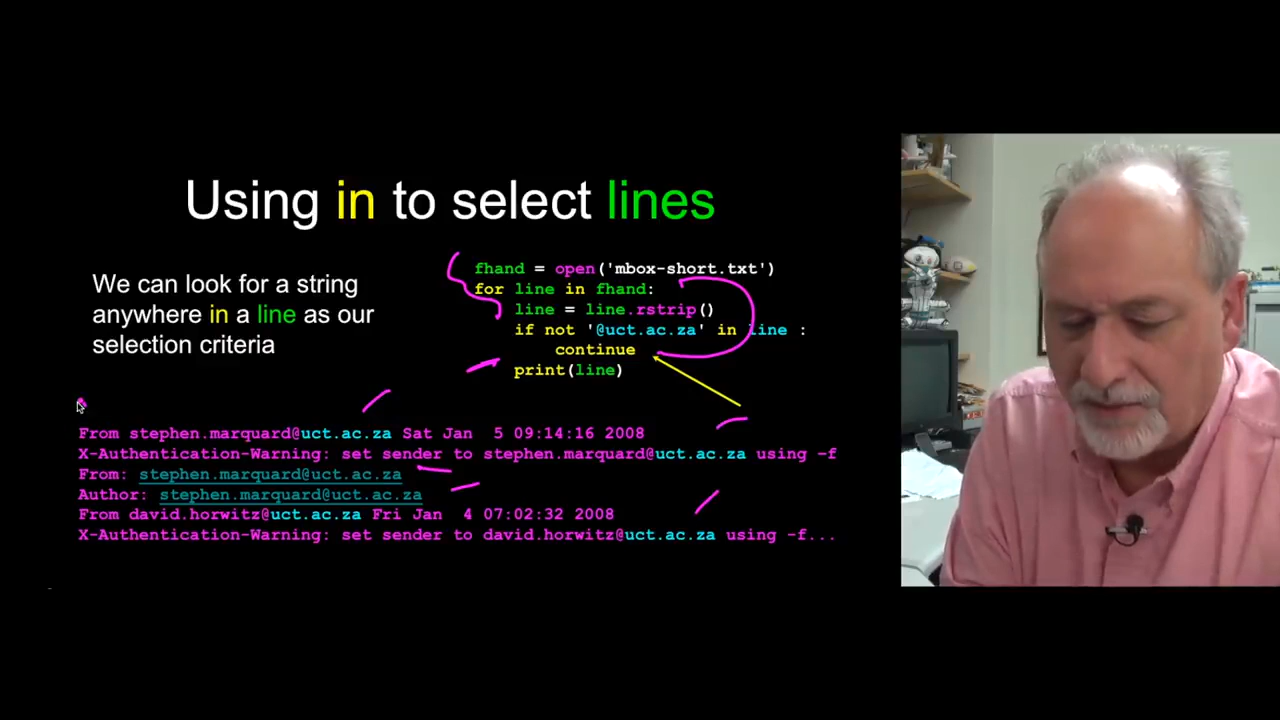 Using in to select lines
We can look for a string
anywhere in a line as our
selection criteria
fhand = open('mbox-short.txt')
for line in fhand:
    line = line.rstrip()
    if not '@uct.ac.za' in line :
        continue
    print(line)
From stephen.marquard@uct.ac.za Sat Jan  5 09:14:16 2008
X-Authentication-Warning: set sender to stephen.marquard@uct.ac.za using -f
From: stephen.marquard@uct.ac.za
Author: stephen.marquard@uct.ac.za
From david.horwitz@uct.ac.za Fri Jan  4 07:02:32 2008
X-Authentication-Warning: set sender to david.horwitz@uct.ac.za using -f...